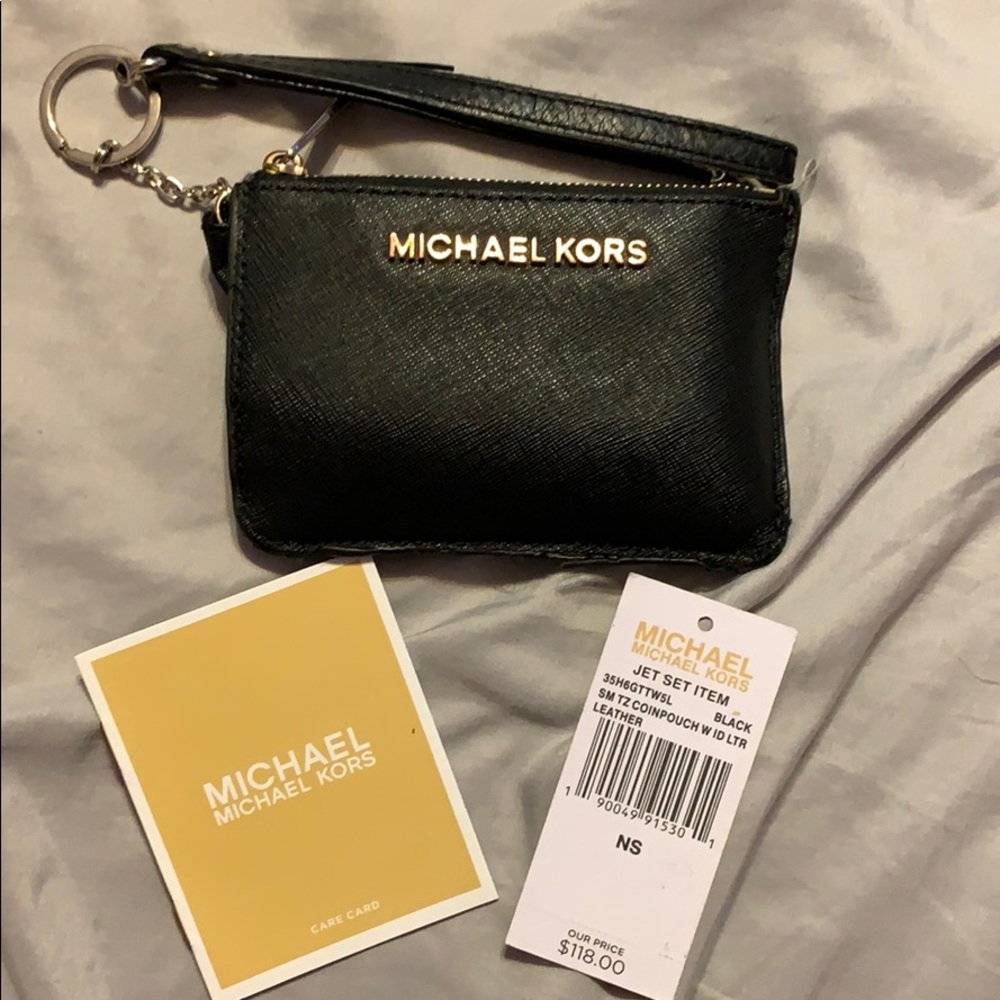 MICHAEL KORS
MICHAEL
MICHAEL KORS
CARE CARD
MICHAEL
MICHAEL KORS
JET SET ITEM
35H6GTTW5L BLACK
SM TZ COINPOUCH W ID LTR
LEATHER
1 90049 91530 1
NS
OUR PRICE
$118.00